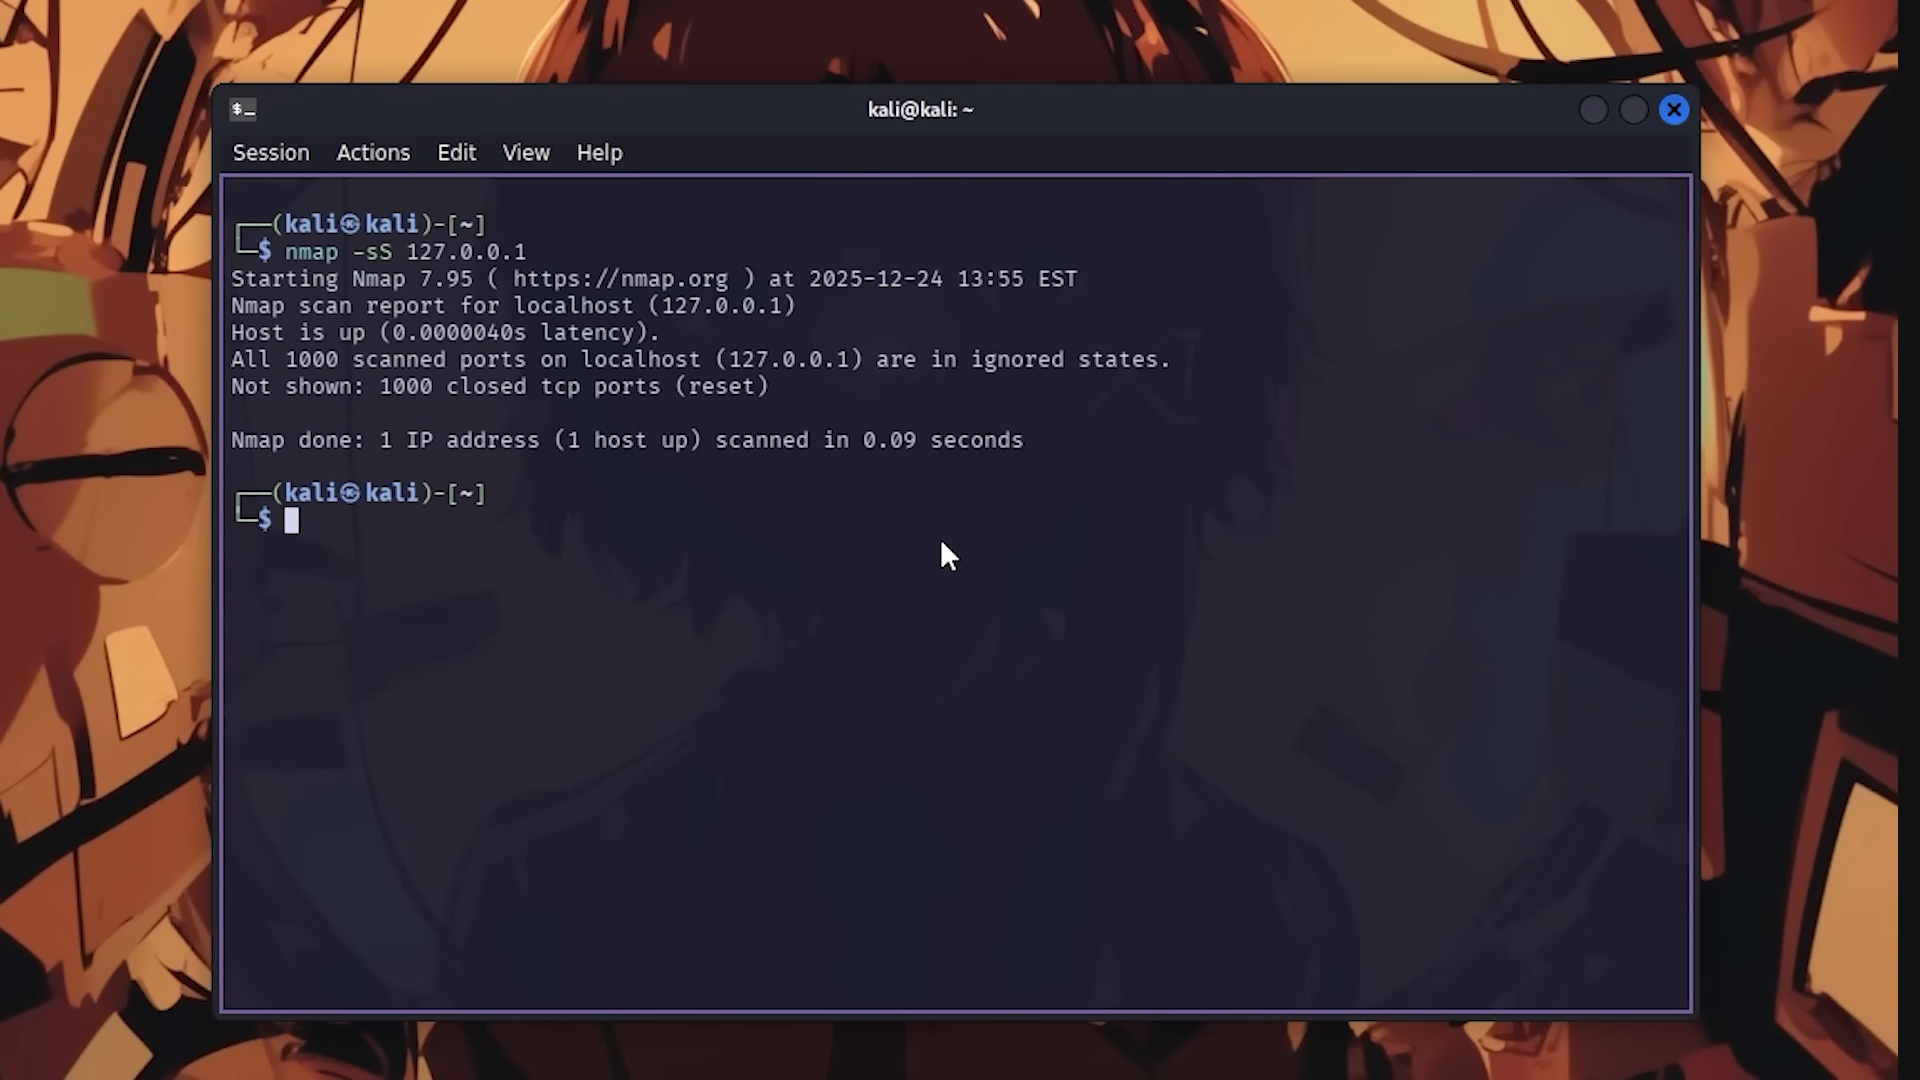 $_
kali@kali: ~
Session Actions Edit View Help
┌──(kali㉿kali)-[~]
└─$ nmap -sS 127.0.0.1
Starting Nmap 7.95 ( https://nmap.org ) at 2025-12-24 13:55 EST
Nmap scan report for localhost (127.0.0.1)
Host is up (0.0000040s latency).
All 1000 scanned ports on localhost (127.0.0.1) are in ignored states.
Not shown: 1000 closed tcp ports (reset)
Nmap done: 1 IP address (1 host up) scanned in 0.09 seconds
┌──(kali㉿kali)-[~]
└─$